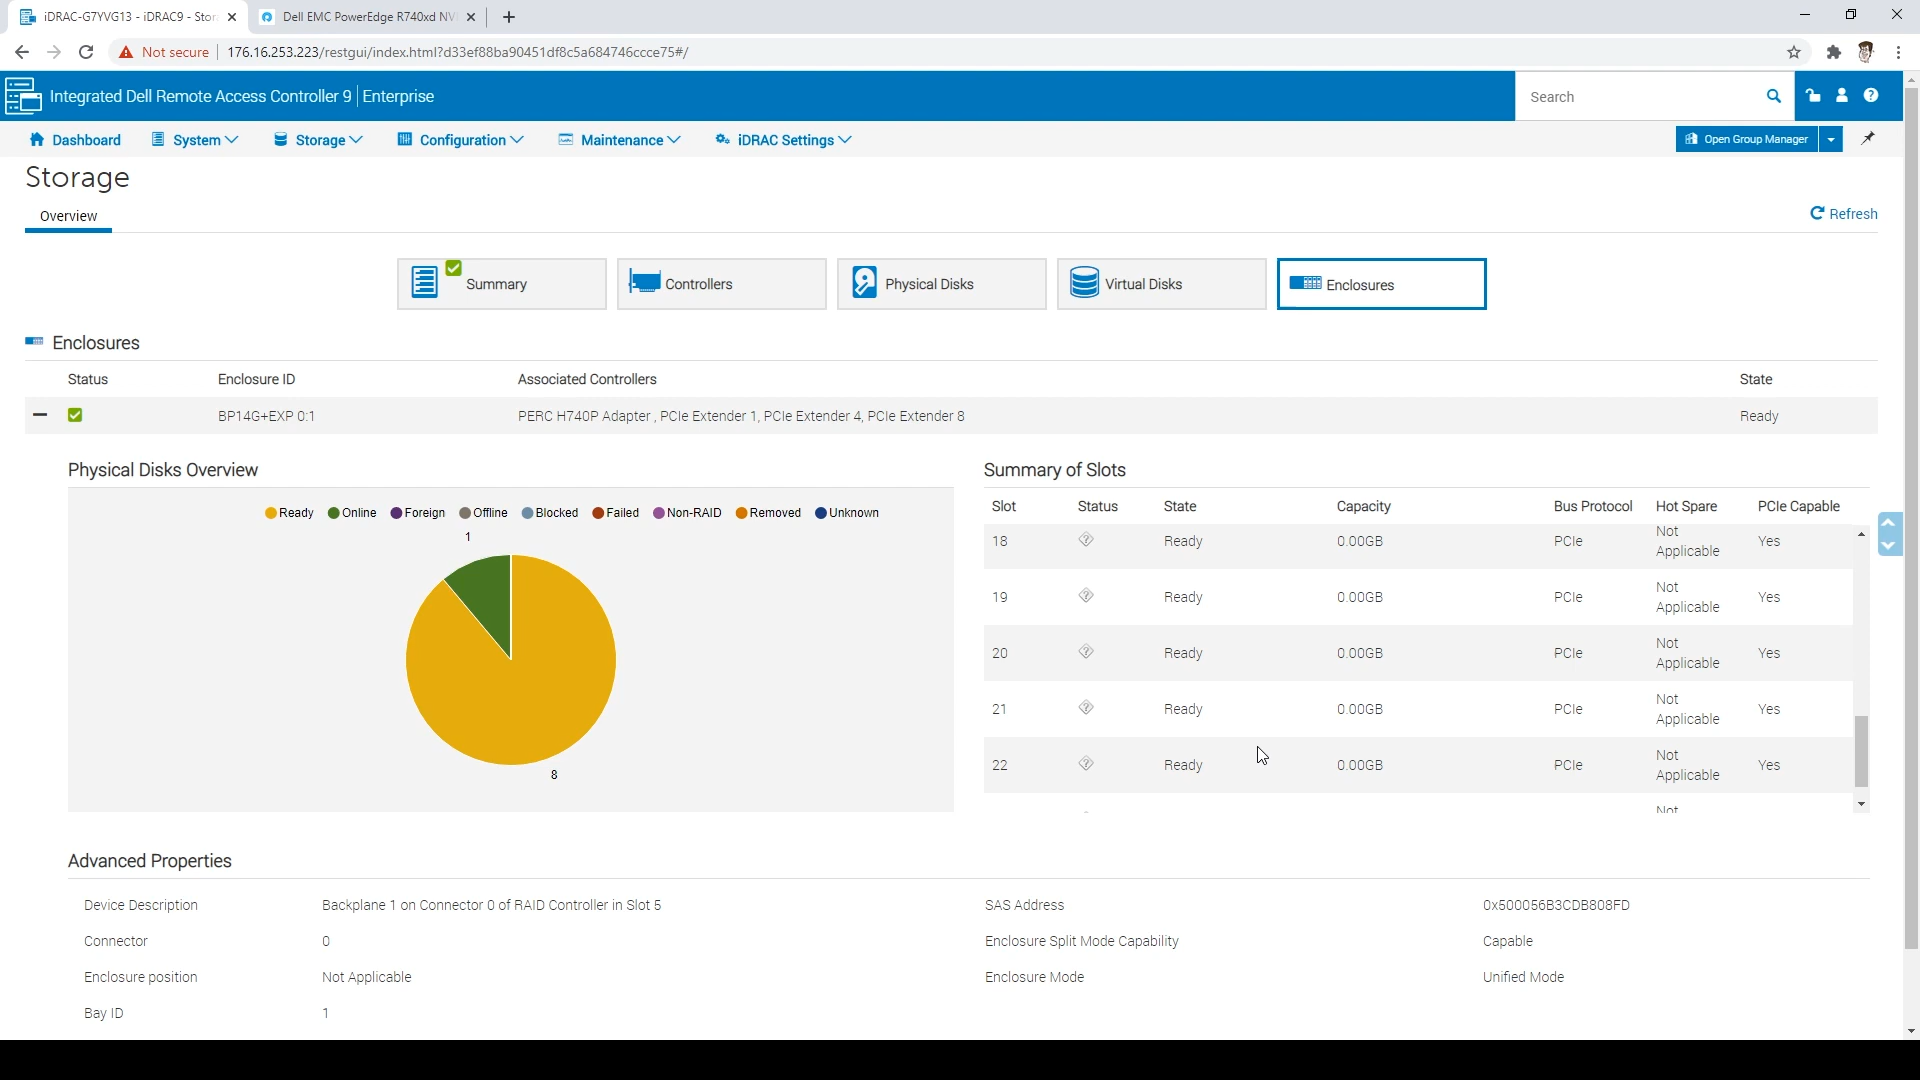 iDRAC-G7YVG13 - iDRAC9 - Stor
Dell EMC PowerEdge R740xd NV
Not secure
176.16.253.223/restgui/index.html?d33ef88ba90451df8c5a684746ccce75#/
Integrated Dell Remote Access Controller 9 | Enterprise
Search
Dashboard
System
Storage
Configuration
Maintenance
iDRAC Settings
Open Group Manager
Storage
Overview
Refresh
Summary
Controllers
Physical Disks
Virtual Disks
Enclosures
Enclosures
Status Enclosure ID Associated Controllers State
BP14G+EXP 0:1 PERC H740P Adapter , PCIe Extender 1, PCIe Extender 4, PCIe Extender 8 Ready
Physical Disks Overview
Ready Online Foreign Offline Blocked Failed Non-RAID Removed Unknown
1
8
Summary of Slots
Slot Status State Capacity Bus Protocol Hot Spare PCIe Capable
18 Ready 0.00GB PCIe Not Applicable Yes
19 Ready 0.00GB PCIe Not Applicable Yes
20 Ready 0.00GB PCIe Not Applicable Yes
21 Ready 0.00GB PCIe Not Applicable Yes
22 Ready 0.00GB PCIe Not Applicable Yes
Not
Advanced Properties
Device Description Backplane 1 on Connector 0 of RAID Controller in Slot 5
Connector 0
Enclosure position Not Applicable
Bay ID 1
SAS Address 0x500056B3CDB808FD
Enclosure Split Mode Capability Capable
Enclosure Mode Unified Mode